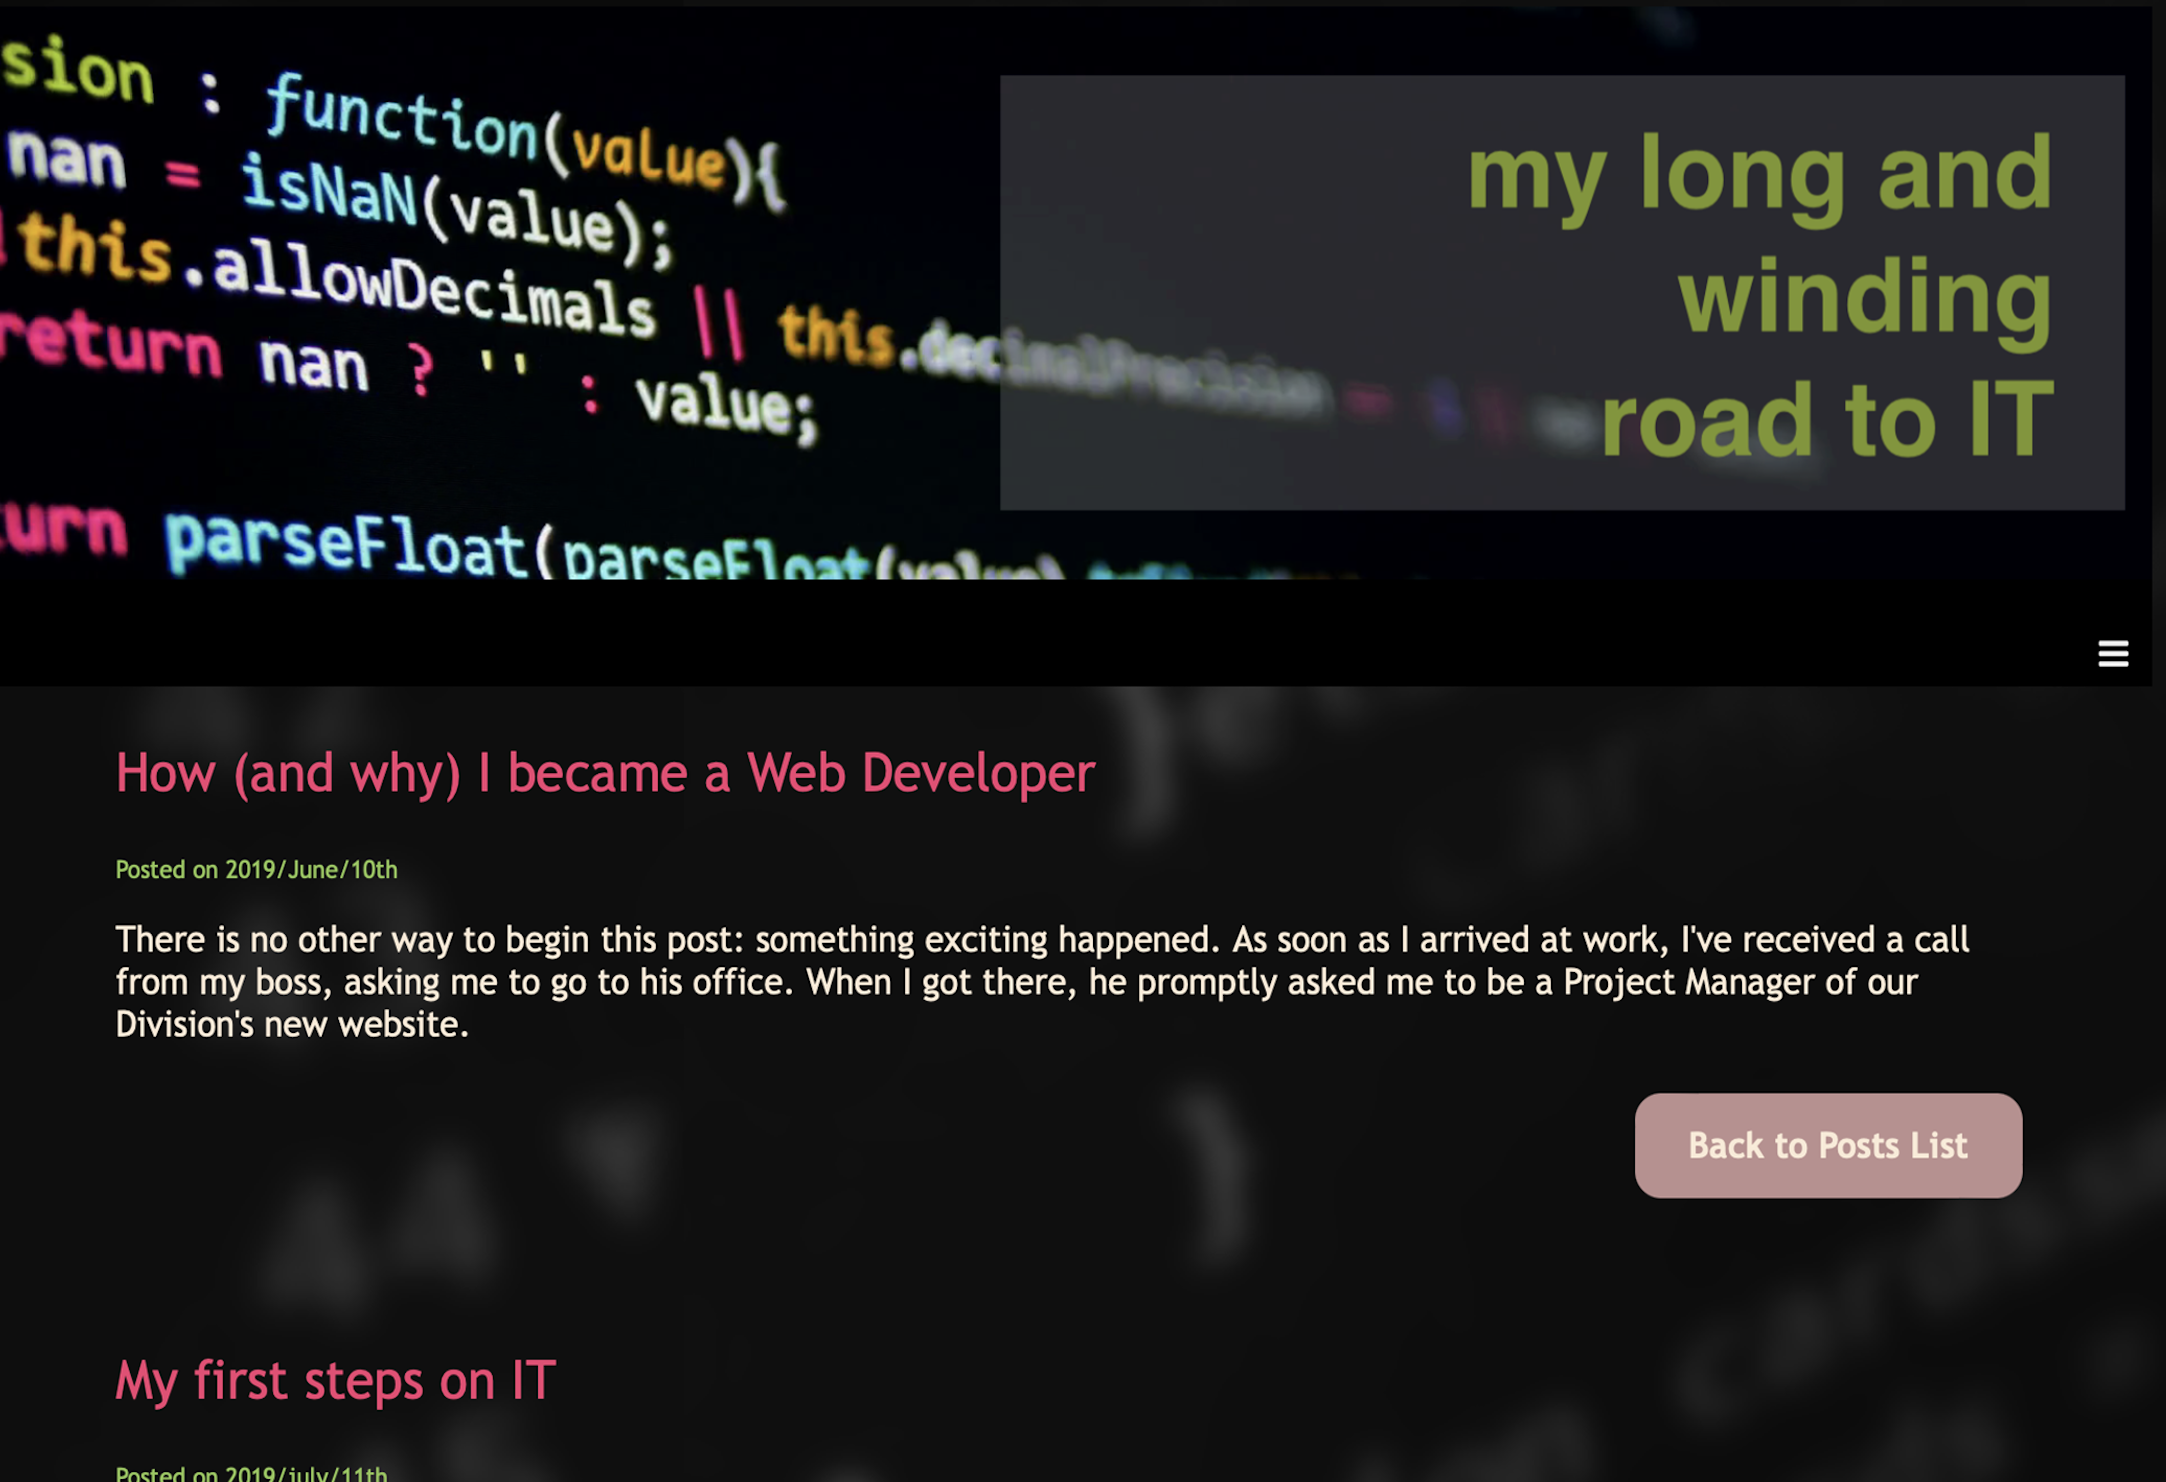 sion : function(value){
nan = isNaN(value);
this.allowDecimals || this.decimalPrecision =
return nan ? '' : value;
urn parseFloat(parseFloat(value)
my long and
winding
road to IT
How (and why) I became a Web Developer
Posted on 2019/June/10th
There is no other way to begin this post: something exciting happened. As soon as I arrived at work, I've received a call
from my boss, asking me to go to his office. When I got there, he promptly asked me to be a Project Manager of our
Division's new website.
Back to Posts List
My first steps on IT
Posted on 2019/july/11th